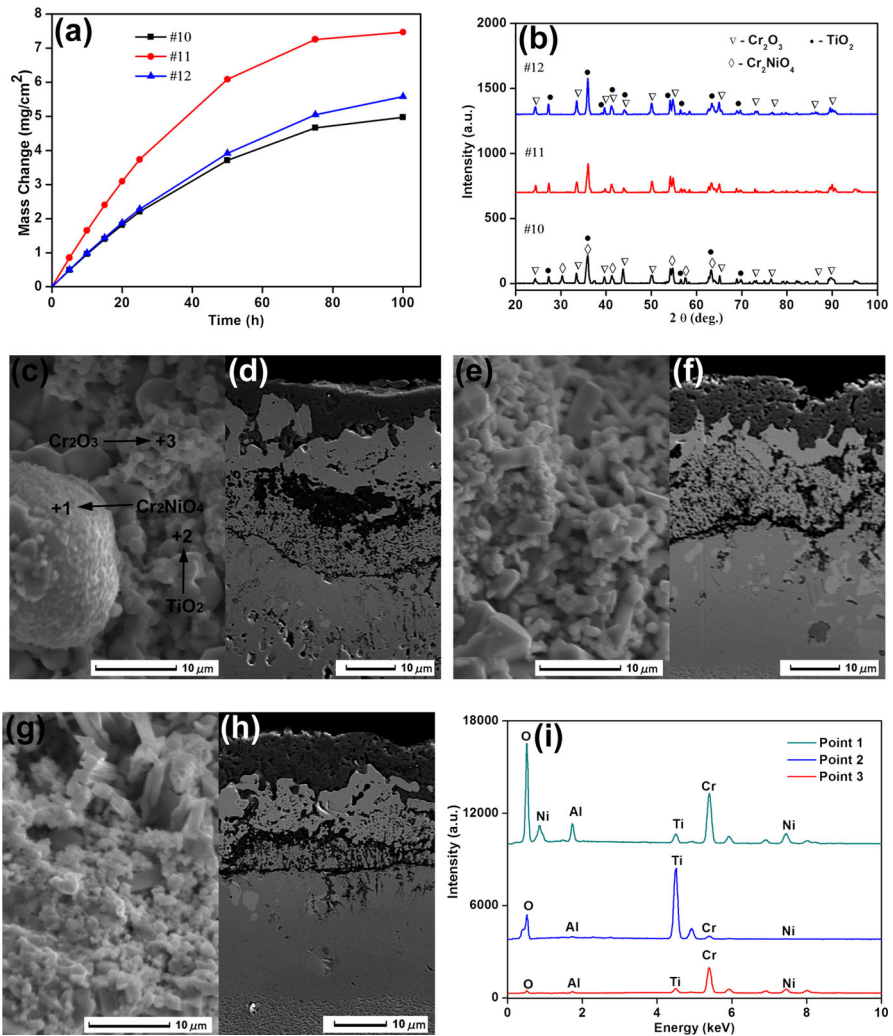 (a)
#10
#11
#12
8
7
6
5
4
3
2
1
0
0 20 40 60 80 100
Time (h)
Mass Change (mg/cm²)
(b)
▽ - Cr₂O₃ • - TiO₂
◇ - Cr₂NiO₄
#12
#11
#10
2000
1500
1000
500
0
20 30 40 50 60 70 80 90 100
2 θ (deg.)
Intensity (a.u.)
(c)
Cr₂O₃
+3
+1
Cr₂NiO₄
+2
TiO₂
10 μm
(d)
10 μm
(e)
10 μm
(f)
10 μm
(g)
10 μm
(h)
10 μm
(i)
Point 1
Point 2
Point 3
18000
12000
6000
0
O Ni Al Ti Cr Ni
O Al Ti Cr Ni
O Al Ti Cr Ni
0 2 4 6 8 10
Energy (keV)
Intensity (a.u.)